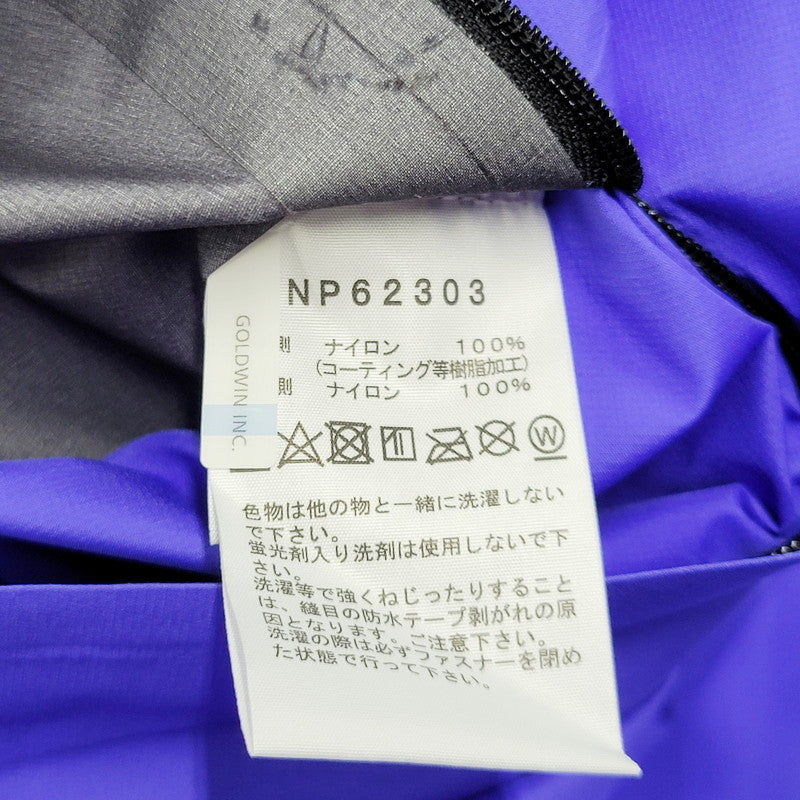 NP62303
GOLDWIN INC.
則 ナイロン 100%
(コーティング等樹脂加工)
則 ナイロン 100%
W
色物は他の物と一緒に洗濯しない
で下さい。
蛍光剤入り洗剤は使用しないで下
さい。
洗濯等で強くねじったりすること
は、縫目の防水テープ剥がれの原
因となります。ご注意下さい。
洗濯の際は必ずファスナーを閉め
た状態で行って下さい。